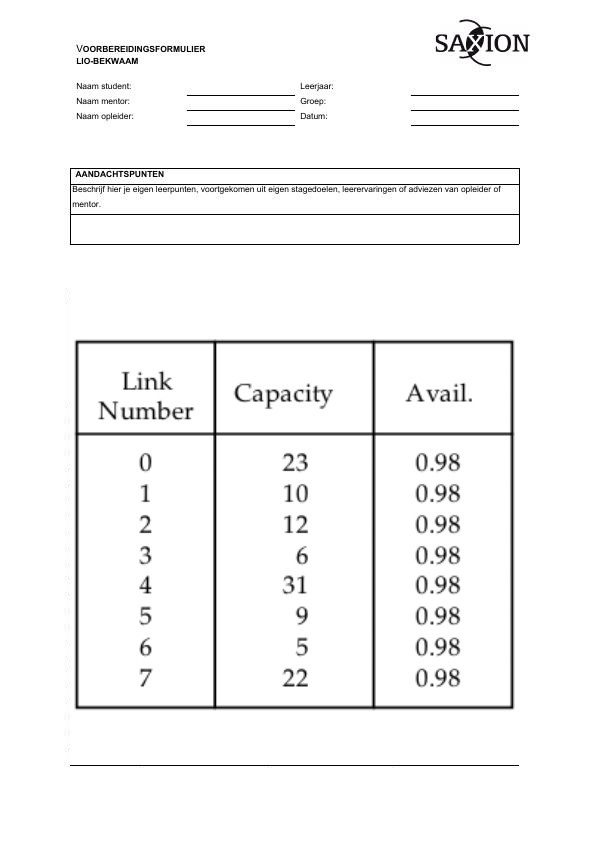 VOORBEREIDINGSFORMULIER
LIO-BEKWAAM
SAXION
Naam student: Leerjaar:
Naam mentor: Groep:
Naam opleider: Datum:
AANDACHTSPUNTEN
Beschrijf hier je eigen leerpunten, voortgekomen uit eigen stagedoelen, leerervaringen of adviezen van opleider of
mentor.
Link Number Capacity Avail.
0 23 0.98
1 10 0.98
2 12 0.98
3 6 0.98
4 31 0.98
5 9 0.98
6 5 0.98
7 22 0.98